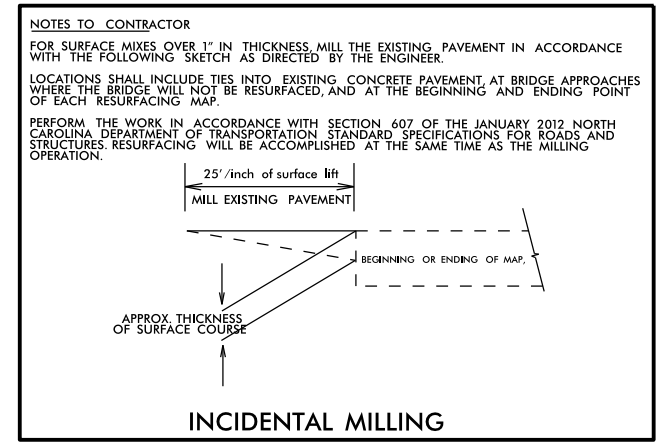 NOTES TO CONTRACTOR
FOR SURFACE MIXES OVER 1" IN THICKNESS, MILL THE EXISTING PAVEMENT IN ACCORDANCE
WITH THE FOLLOWING SKETCH AS DIRECTED BY THE ENGINEER.
LOCATIONS SHALL INCLUDE TIES INTO EXISTING CONCRETE PAVEMENT, AT BRIDGE APPROACHES
WHERE THE BRIDGE WILL NOT BE RESURFACED, AND AT THE BEGINNING AND ENDING POINT
OF EACH RESURFACING MAP.
PERFORM THE WORK IN ACCORDANCE WITH SECTION 607 OF THE JANUARY 2012 NORTH
CAROLINA DEPARTMENT OF TRANSPORTATION STANDARD SPECIFICATIONS FOR ROADS AND
STRUCTURES. RESURFACING WILL BE ACCOMPLISHED AT THE SAME TIME AS THE MILLING
OPERATION.
25'/inch of surface lift
MILL EXISTING PAVEMENT
BEGINNING OR ENDING OF MAP,
APPROX. THICKNESS
OF SURFACE COURSE
INCIDENTAL MILLING